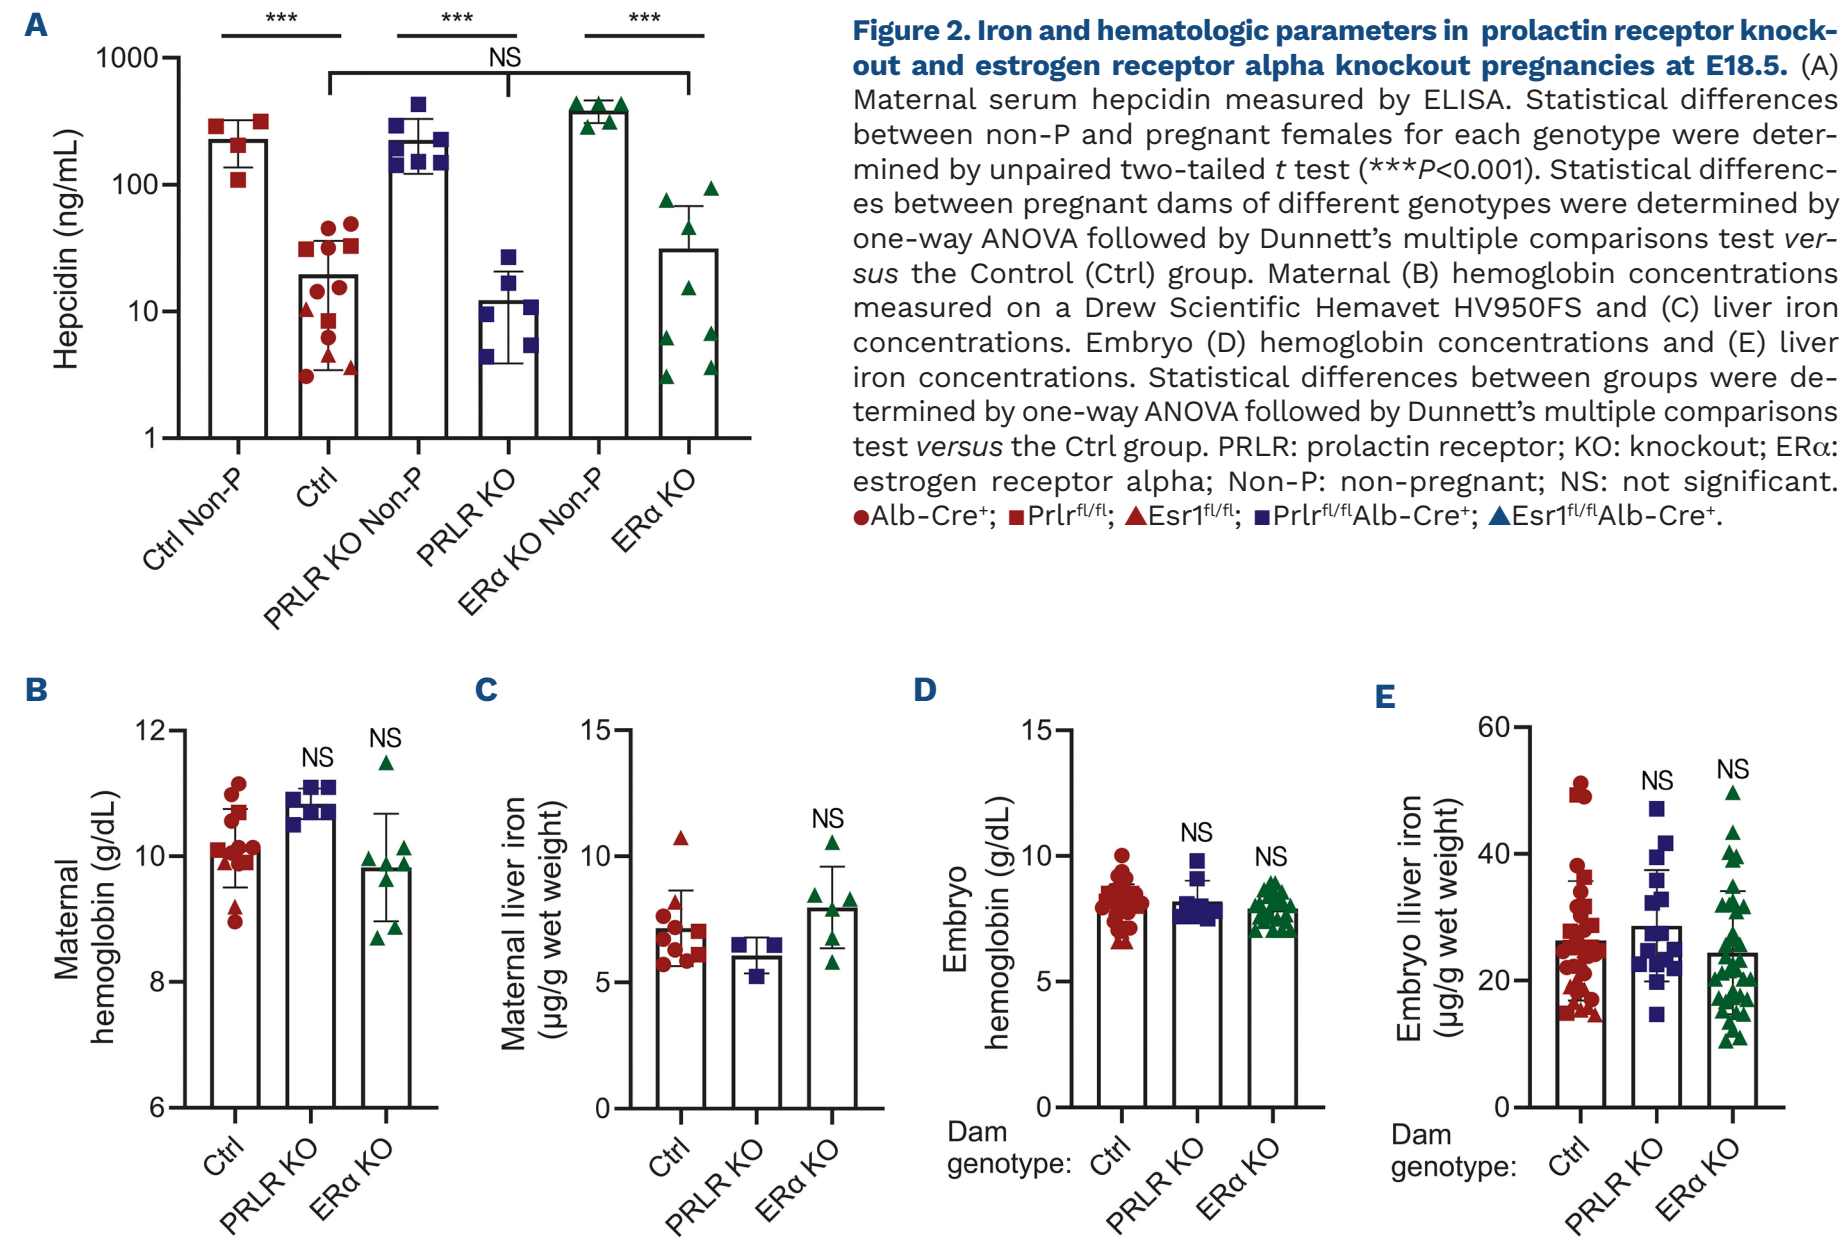 A
***
***
***
NS
1000
100
10
1
Hepcidin (ng/mL)
Ctrl Non-P
Ctrl
PRLR KO Non-P
PRLR KO
ERα KO Non-P
ERα KO
Figure 2. Iron and hematologic parameters in prolactin receptor knock-
out and estrogen receptor alpha knockout pregnancies at E18.5. (A)
Maternal serum hepcidin measured by ELISA. Statistical differences
between non-P and pregnant females for each genotype were deter-
mined by unpaired two-tailed t test (***P<0.001). Statistical differenc-
es between pregnant dams of different genotypes were determined by
one-way ANOVA followed by Dunnett’s multiple comparisons test ver-
sus the Control (Ctrl) group. Maternal (B) hemoglobin concentrations
measured on a Drew Scientific Hemavet HV950FS and (C) liver iron
concentrations. Embryo (D) hemoglobin concentrations and (E) liver
iron concentrations. Statistical differences between groups were de-
termined by one-way ANOVA followed by Dunnett’s multiple comparisons
test versus the Ctrl group. PRLR: prolactin receptor; KO: knockout; ERα:
estrogen receptor alpha; Non-P: non-pregnant; NS: not significant.
●Alb-Cre⁺; ■Prlrfl/fl; ▲Esr1fl/fl; ■Prlrfl/flAlb-Cre⁺; ▲Esr1fl/flAlb-Cre⁺.
B
12
10
8
6
Maternal
hemoglobin (g/dL)
NS
NS
Ctrl
PRLR KO
ERα KO
C
15
10
5
0
Maternal liver iron
(µg/g wet weight)
NS
Ctrl
PRLR KO
ERα KO
D
15
10
5
0
Embryo
hemoglobin (g/dL)
NS
NS
Dam
genotype:
Ctrl
PRLR KO
ERα KO
E
60
40
20
0
Embryo lliver iron
(µg/g wet weight)
NS
NS
Dam
genotype:
Ctrl
PRLR KO
ERα KO